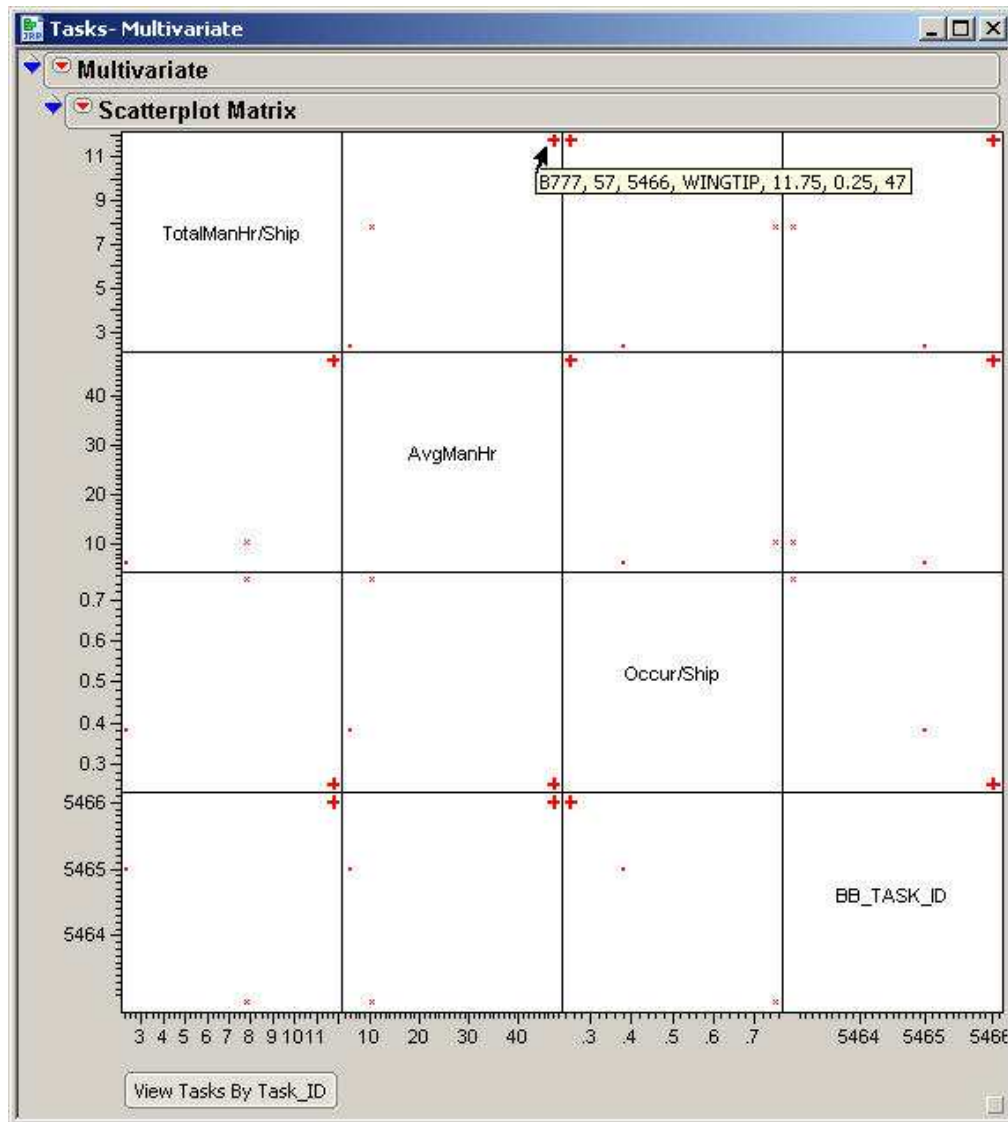 Tasks- Multivariate
Multivariate
Scatterplot Matrix
11
9
7
5
3
TotalManHr/Ship
B777, 57, 5466, WINGTIP, 11.75, 0.25, 47
40
30
20
10
AvgManHr
0.7
0.6
0.5
0.4
0.3
Occur/Ship
5466
5465
5464
BB_TASK_ID
3 4 5 6 7 8 9 10 11 10 20 30 40 .3 .4 .5 .6 .7 5464 5465 5466
View Tasks By Task_ID